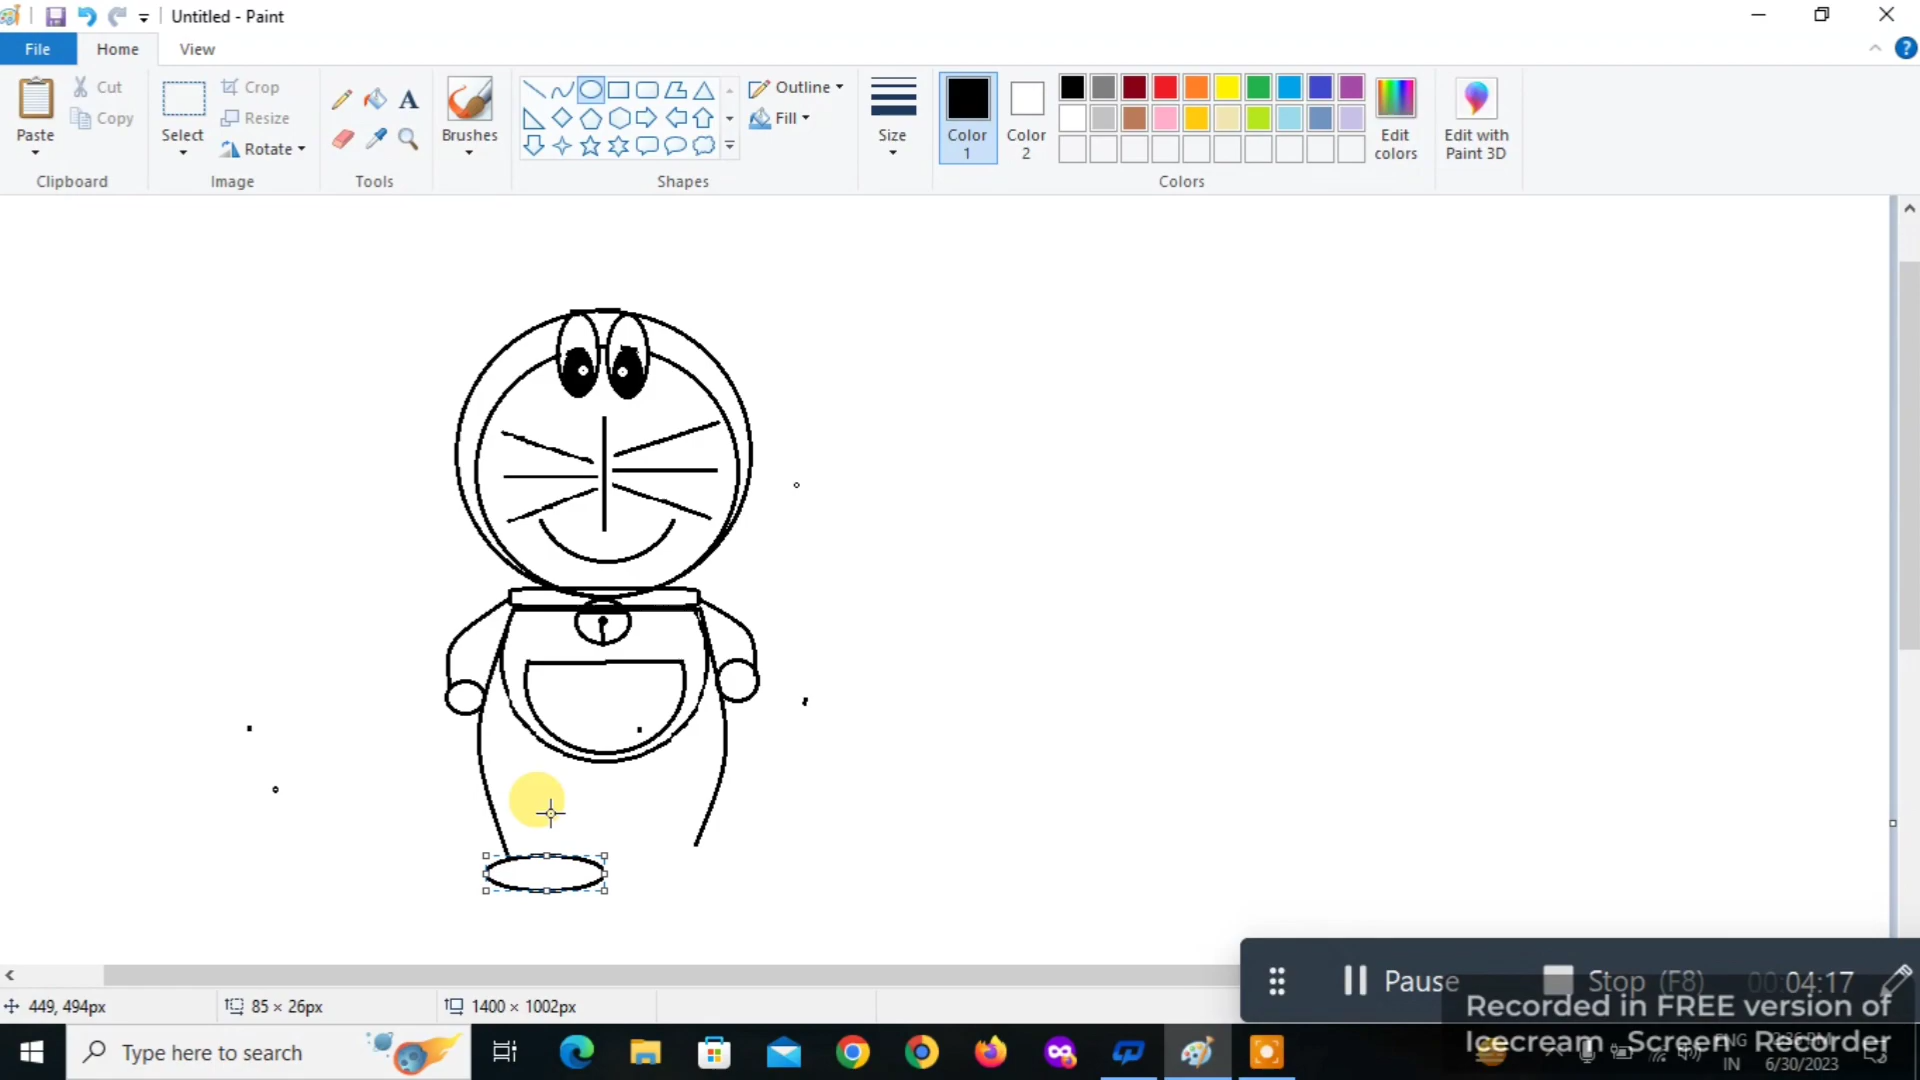 Untitled - Paint
File Home View
Paste Cut Copy
Clipboard
Select Crop Resize Rotate
Image
Tools
Brushes
Outline
Fill
Shapes
Size
Color 1
Color 2
Colors
Edit colors
Edit with Paint 3D
449, 494px
85 × 26px
1400 × 1002px
Pause
Stop (F8)
00:04:17
Recorded in FREE version of
Icecream Screen Recorder
Type here to search
ENG
IN
6/30/2023